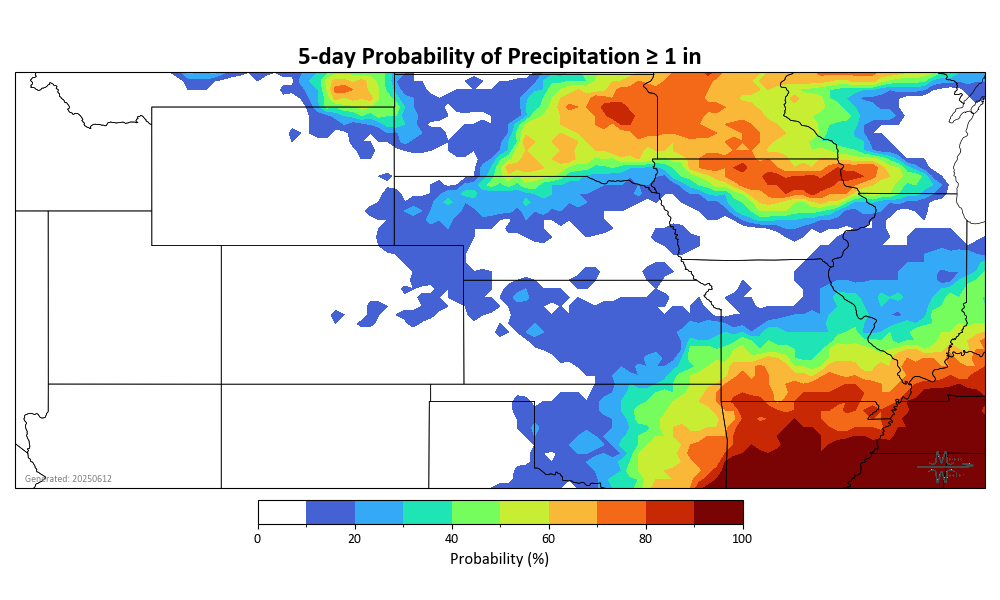 5-day Probability of Precipitation ≥ 1 in
Generated: 20250612
0 20 40 60 80 100
Probability (%)